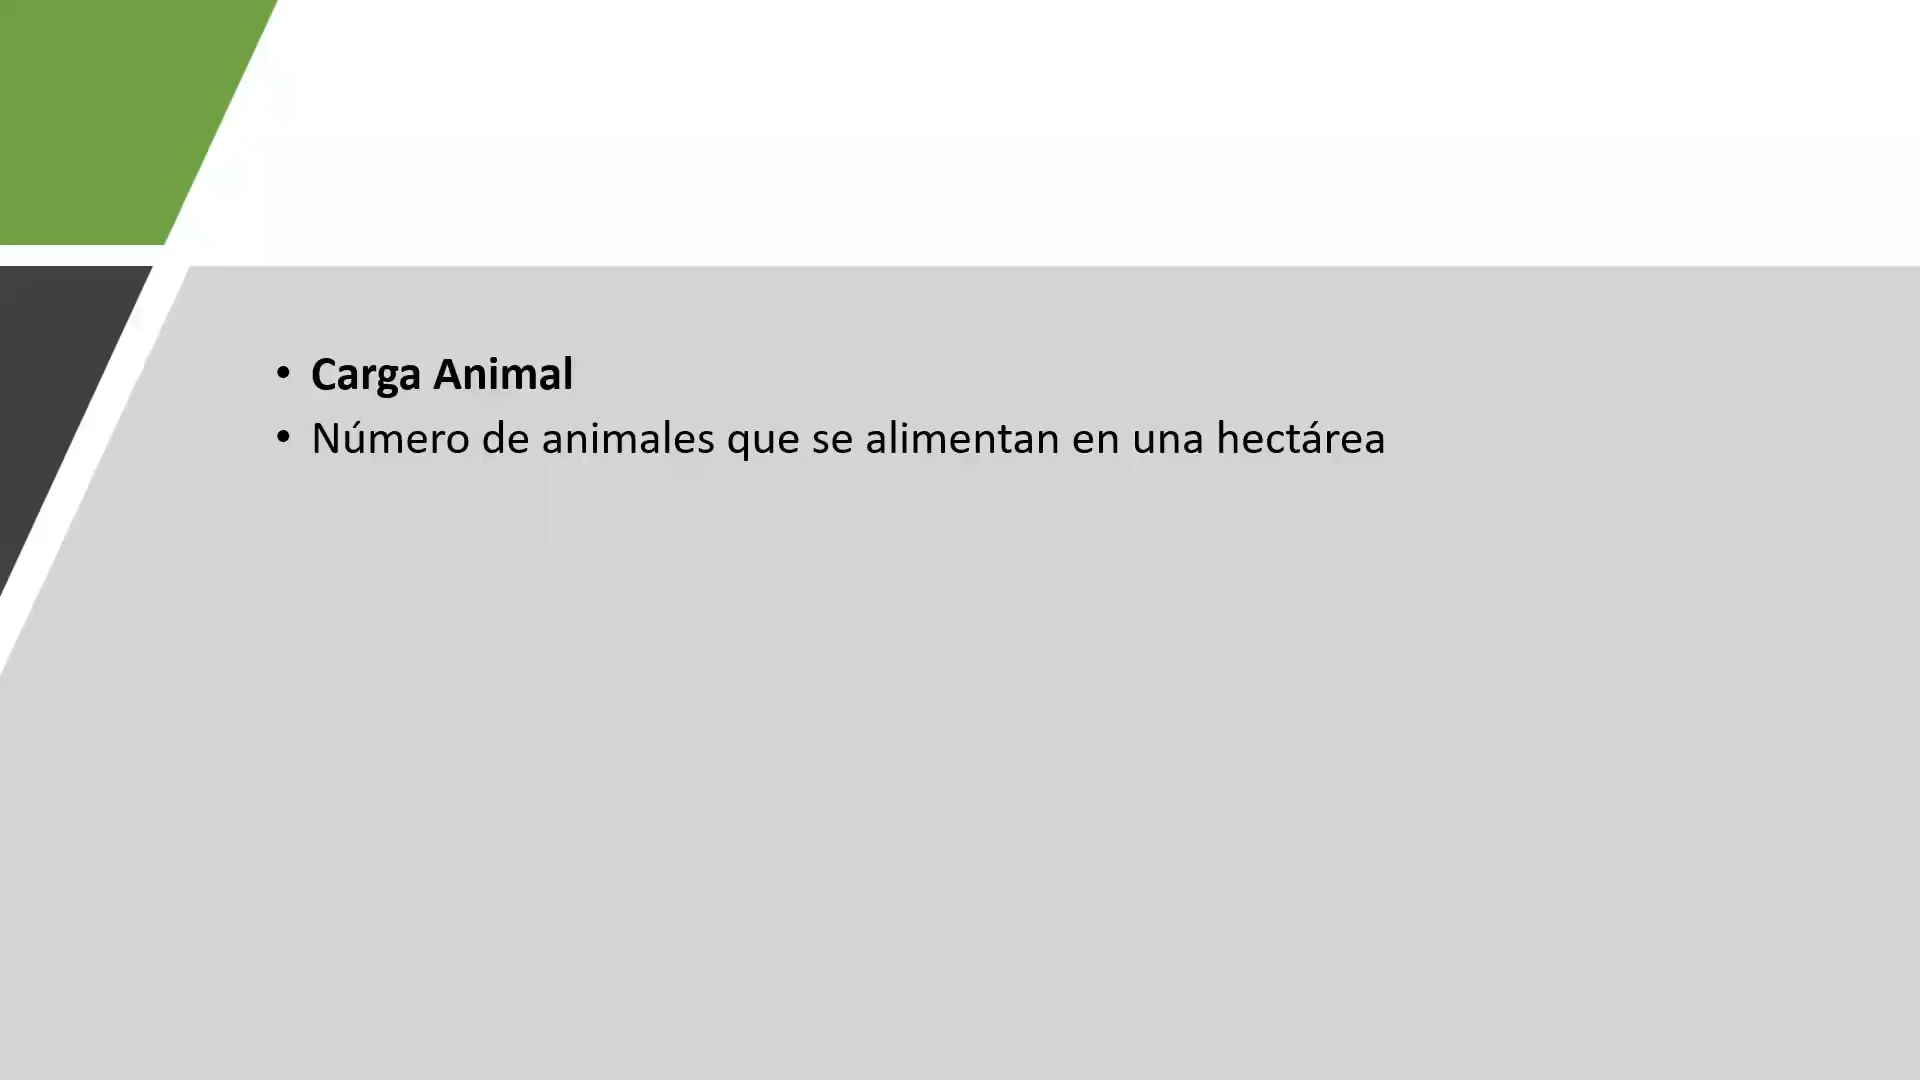 • Carga Animal
• Número de animales que se alimentan en una hectárea